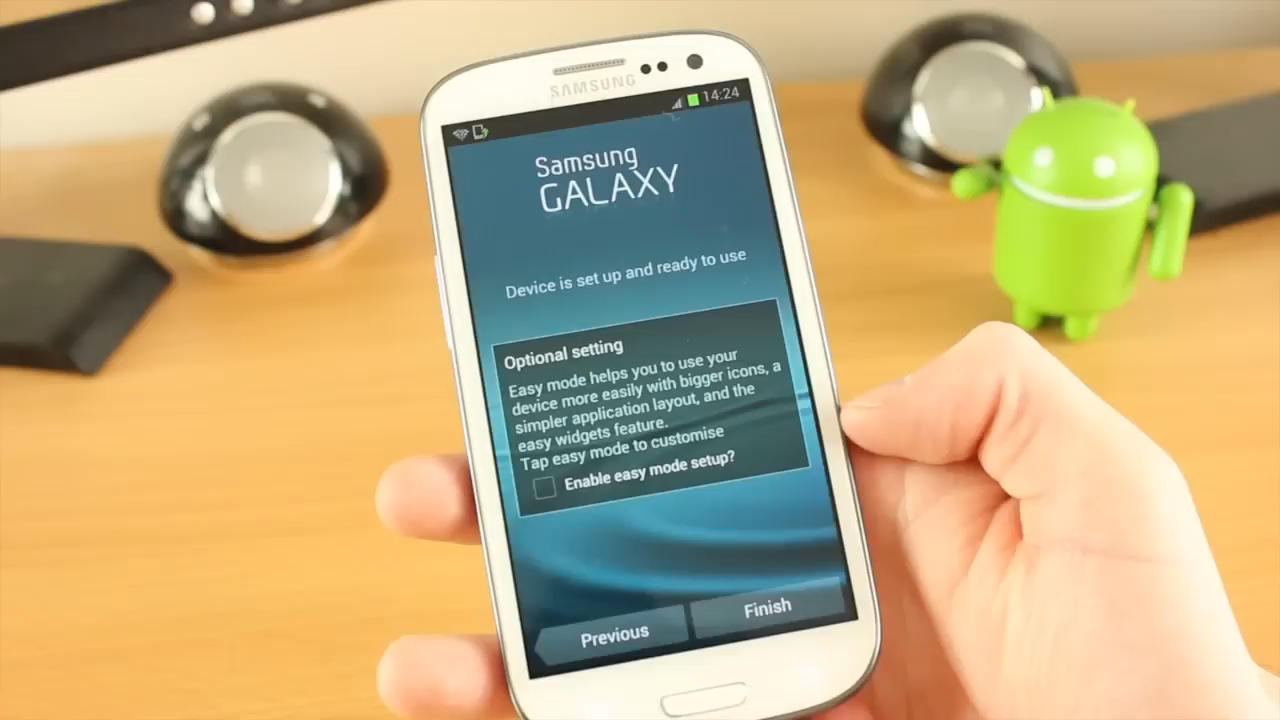 SAMSUNG
14:24
Samsung
GALAXY
Device is set up and ready to use
Optional setting
Easy mode helps you to use your
device more easily with bigger icons, a
simpler application layout, and the
easy widgets feature.
Tap easy mode to customise
Enable easy mode setup?
Previous
Finish